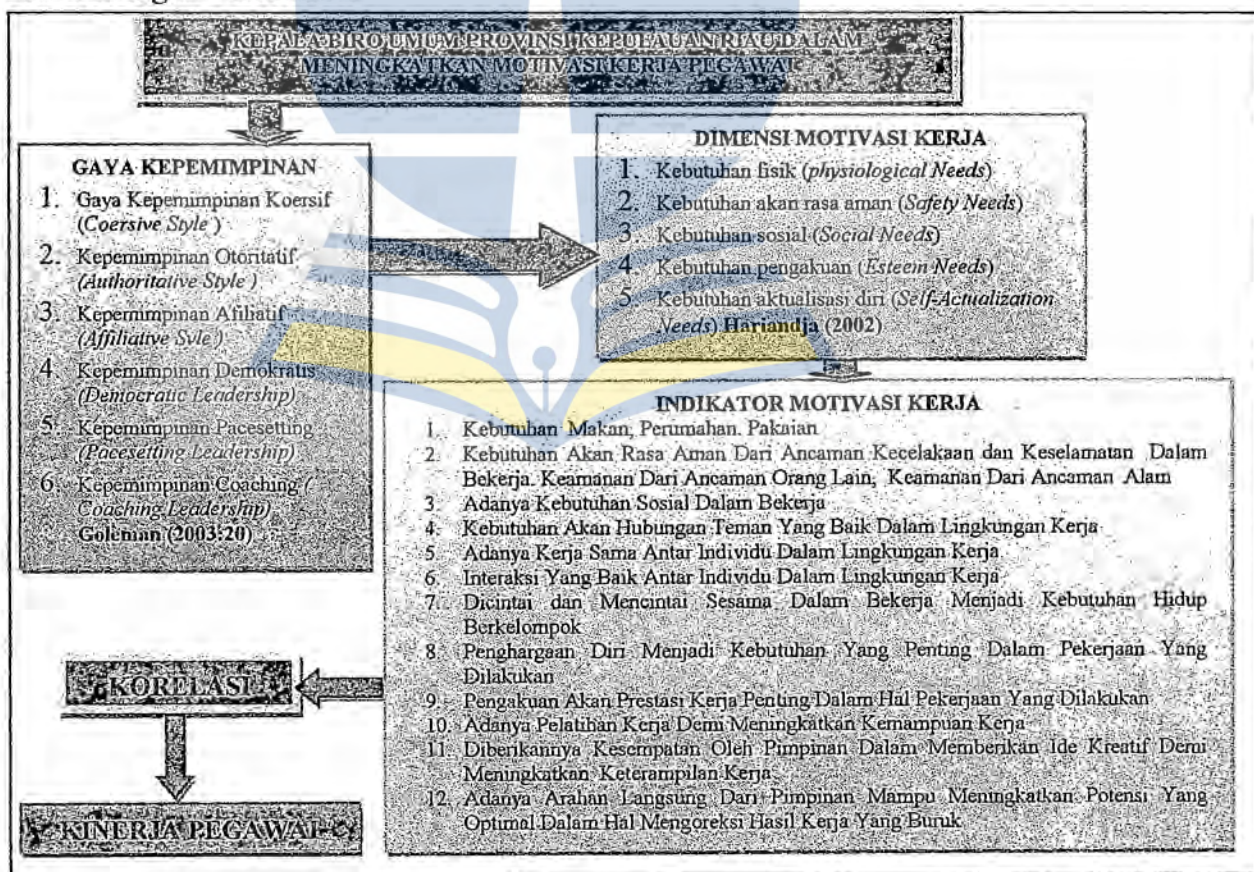 KEPALA BIRO UMUM PROVINSI KEPULAUAN RIAU DALAM
MENINGKATKAN MOTIVASI KERJA PEGAWAI
GAYA KEPEMIMPINAN
1. Gaya Kepemimpinan Koersif
(Coersive Style )
2. Kepemimpinan Otoritatif
(Authoritative Style )
3. Kepemimpinan Afiliatif
(Affiliative Svle )
4 Kepemimpinan Demokratis
(Democratic Leadership)
5. Kepemimpinan Pacesetting
(Pacesetting Leadership)
6. Kepemimpinan Coaching (
Coaching Leadership)
Goleman (2003:20)
DIMENSI MOTIVASI KERJA
1. Kebutuhan fisik (physiological Needs)
2. Kebutuhan akan rasa aman (Safety Needs)
3. Kebutuhan sosial (Social Needs)
4. Kebutuhan pengakuan (Esteem Needs)
5. Kebutuhan aktualisasi diri (Self-Actualization
Needs) Hariandja (2002)
INDIKATOR MOTIVASI KERJA
1. Kebutuhan Makan, Perumahan. Pakaian
2. Kebutuhan Akan Rasa Aman Dari Ancaman Kecelakaan dan Keselamatan Dalam
Bekerja. Keamanan Dari Ancaman Orang Lain, Keamanan Dari Ancaman Alam
3. Adanya Kebutuhan Sosial Dalam Bekerja
4. Kebutuhan Akan Hubungan Teman Yang Baik Dalam Lingkungan Kerja
5. Adanya Kerja Sama Antar Individu Dalam Lingkungan Kerja
6. Interaksi Yang Baik Antar Individu Dalam Lingkungan Kerja
7. Dicintai dan Mencintai Sesama Dalam Bekerja Menjadi Kebutuhan Hidup
Berkelompok
8. Penghargaan Diri Menjadi Kebutuhan Yang Penting Dalam Pekerjaan Yang
Dilakukan
9. Pengakuan Akan Prestasi Kerja Penting Dalam Hal Pekerjaan Yang Dilakukan
10. Adanya Pelatihan Kerja Demi Meningkatkan Kemampuan Kerja
11. Diberikannya Kesempatan Oleh Pimpinan Dalam Memberikan Ide Kreatif Demi
Meningkatkan Keterampilan Kerja
12. Adanya Arahan Langsung Dari Pimpinan Mampu Meningkatkan Potensi Yang
Optimal Dalam Hal Mengoreksi Hasil Kerja Yang Buruk
KORELASI
KINERJA PEGAWAI